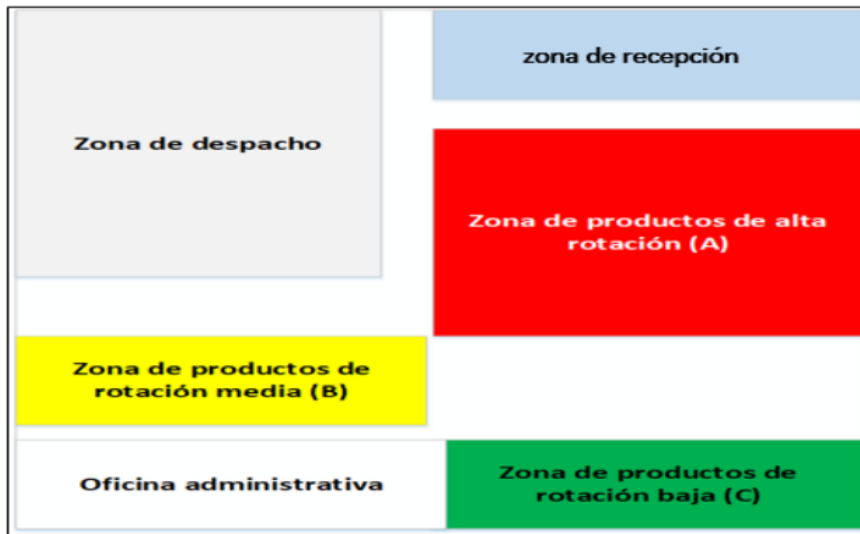 zona de recepción
Zona de despacho
Zona de productos de alta
rotación (A)
Zona de productos de
rotación media (B)
Oficina administrativa
Zona de productos de
rotación baja (C)